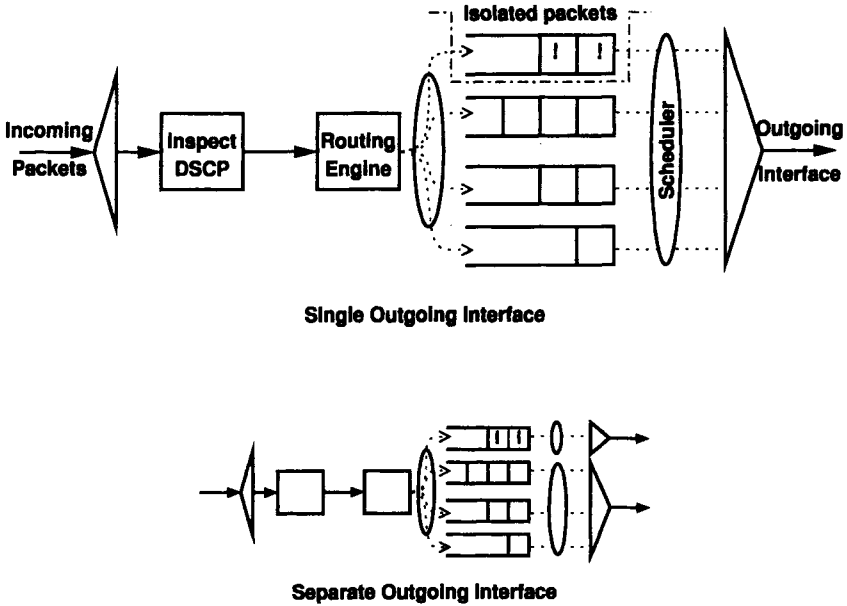 Isolated packets
I
I
Incoming
Packets
Inspect
DSCP
Routing
Engine
Scheduler
Outgoing
Interface
Single Outgoing Interface
I
I
Separate Outgoing Interface